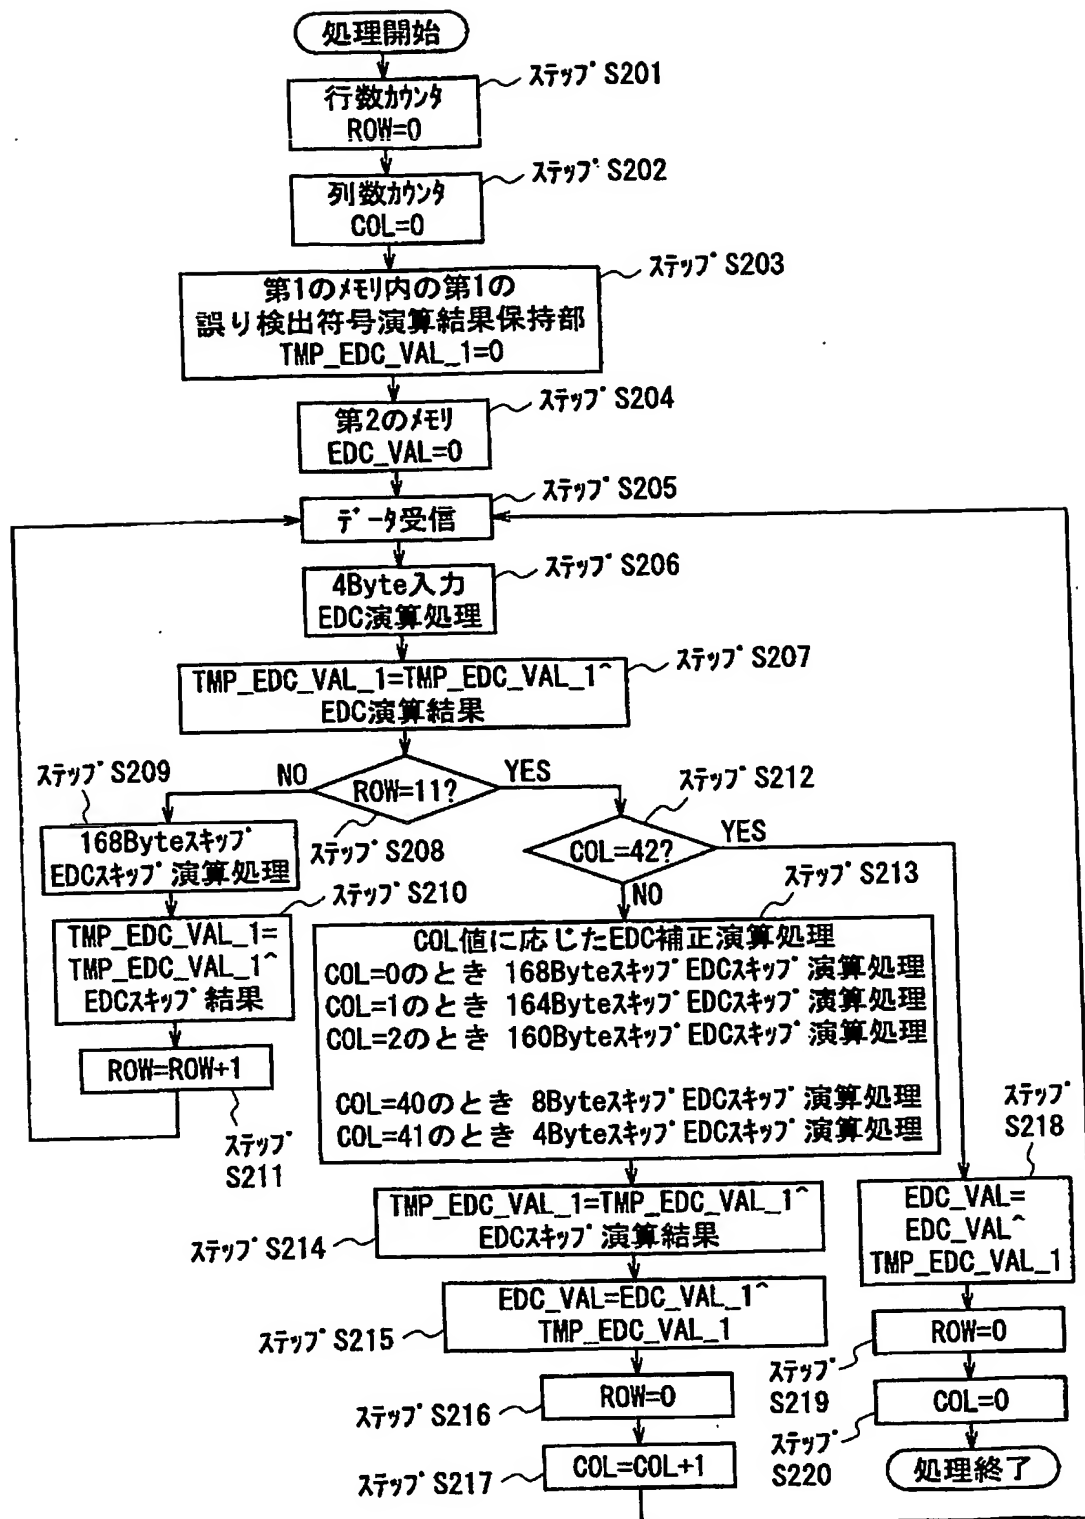 処理開始
ステップ S201
行数カウンタ
ROW=0
ステップ S202
列数カウンタ
COL=0
ステップ S203
第1のメモリ内の第1の
誤り検出符号演算結果保持部
TMP_EDC_VAL_1=0
ステップ S204
第2のメモリ
EDC_VAL=0
ステップ S205
データ受信
ステップ S206
4Byte入力
EDC演算処理
ステップ S207
TMP_EDC_VAL_1=TMP_EDC_VAL_1^
EDC演算結果
ステップ S208
ROW=11?
NO
YES
ステップ S209
168Byteスキップ
EDCスキップ演算処理
ステップ S210
TMP_EDC_VAL_1=
TMP_EDC_VAL_1^
EDCスキップ結果
ROW=ROW+1
ステップ
S211
ステップ S212
COL=42?
YES
NO
ステップ S213
COL値に応じたEDC補正演算処理
COL=0のとき 168Byteスキップ EDCスキップ演算処理
COL=1のとき 164Byteスキップ EDCスキップ演算処理
COL=2のとき 160Byteスキップ EDCスキップ演算処理
COL=40のとき 8Byteスキップ EDCスキップ演算処理
COL=41のとき 4Byteスキップ EDCスキップ演算処理
ステップ S214
TMP_EDC_VAL_1=TMP_EDC_VAL_1^
EDCスキップ演算結果
ステップ S215
EDC_VAL=EDC_VAL_1^
TMP_EDC_VAL_1
ステップ S216
ROW=0
ステップ S217
COL=COL+1
ステップ
S218
EDC_VAL=
EDC_VAL^
TMP_EDC_VAL_1
ROW=0
ステップ
S219
COL=0
ステップ
S220
処理終了